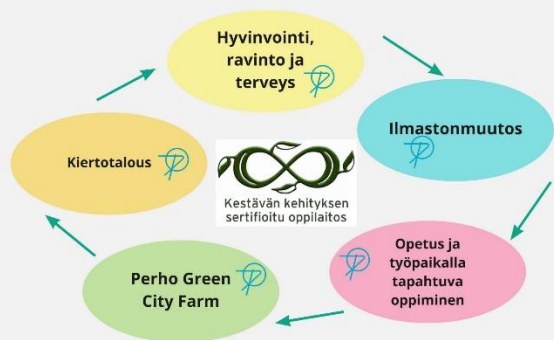 Hyvinvointi,
ravinto ja
terveys
Ilmastonmuutos
Opetus ja
työpaikalla
tapahtuva
oppiminen
Perho Green
City Farm
Kiertotalous
Kestävän kehityksen
sertifioitu oppilaitos